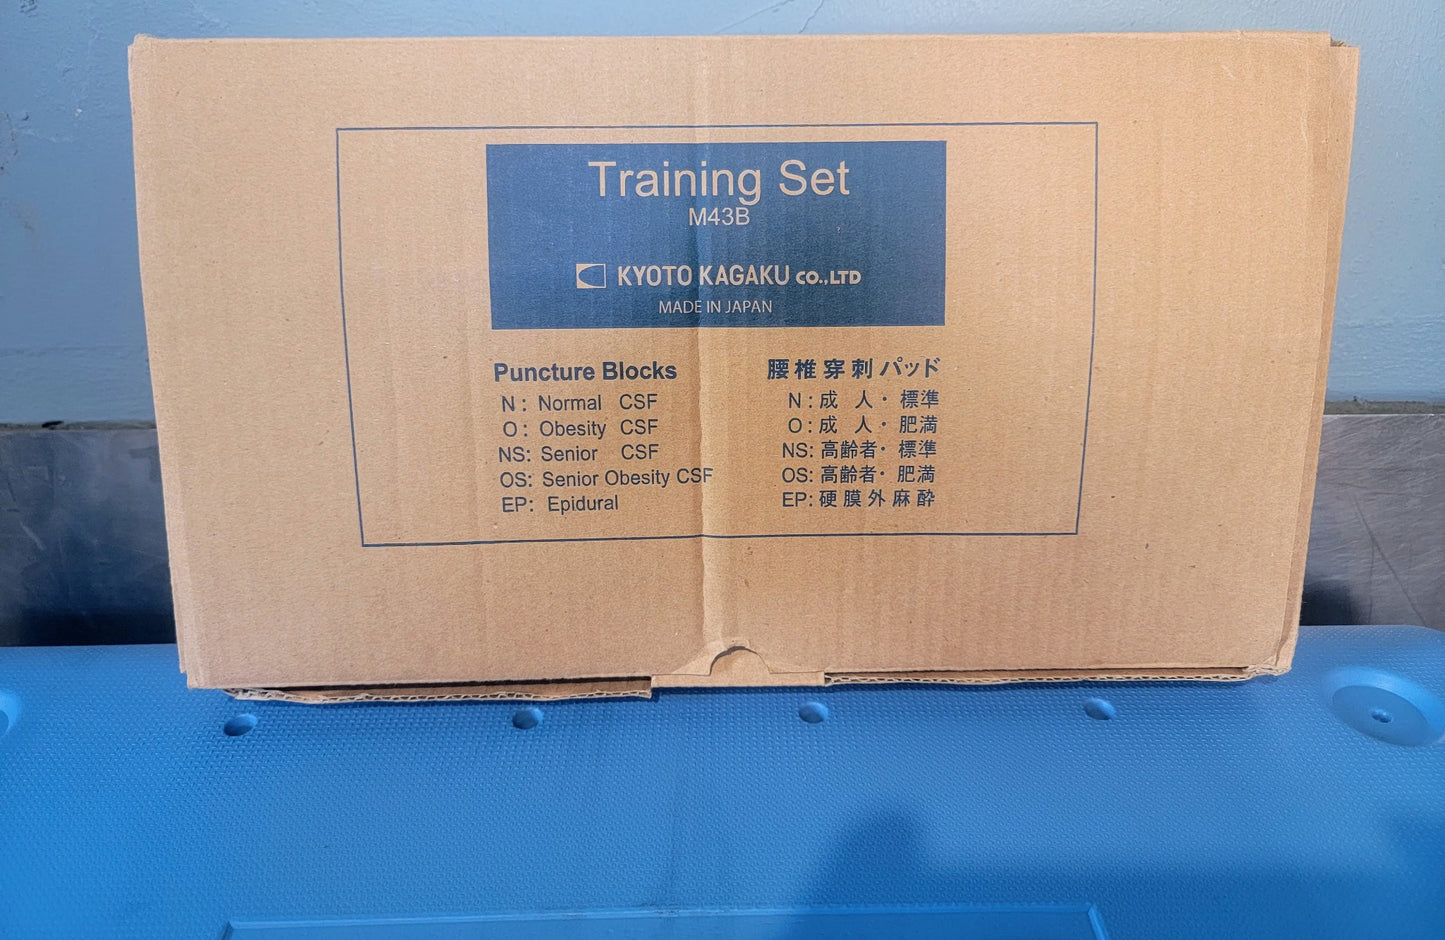 Training Set
M43B
KYOTO KAGAKU CO.,LTD
MADE IN JAPAN
Puncture Blocks
N: Normal CSF
O: Obesity CSF
NS: Senior CSF
OS: Senior Obesity CSF
EP: Epidural
腰椎穿刺パッド
N:成人・標準
O:成人・肥満
NS:高齢者・標準
OS:高齢者・肥満
EP:硬膜外麻酔